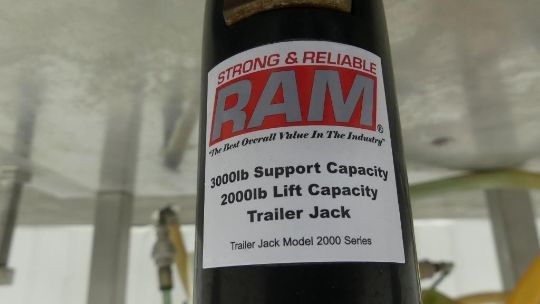 STRONG & RELIABLE
RAM®
"The Best Overall Value In The Industry"
3000lb Support Capacity
2000lb Lift Capacity
Trailer Jack
Trailer Jack Model 2000 Series